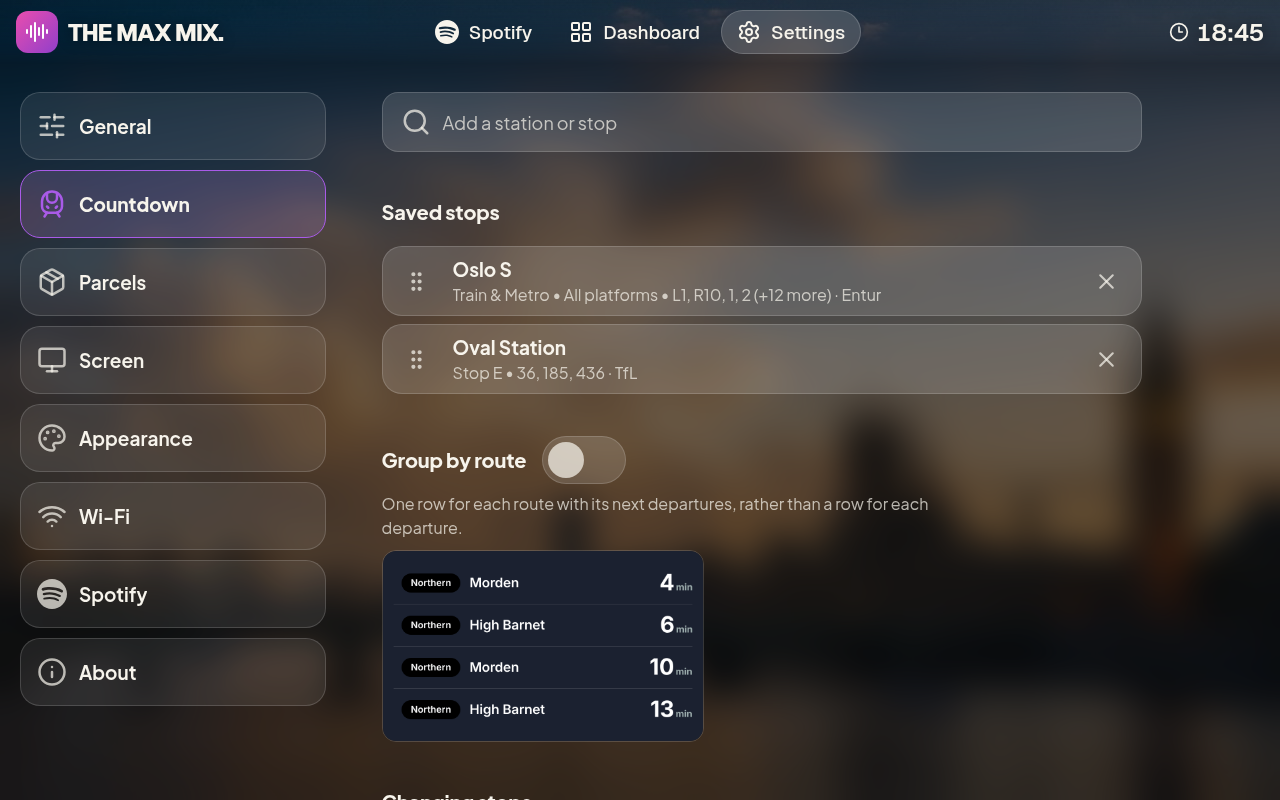 THE MAX MIX.
Spotify
Dashboard
Settings
18:45
General
Countdown
Parcels
Screen
Appearance
Wi-Fi
Spotify
About
Add a station or stop
Saved stops
Oslo S
Train & Metro • All platforms • L1, R10, 1, 2 (+12 more) · Entur
Oval Station
Stop E • 36, 185, 436 · TfL
Group by route
One row for each route with its next departures, rather than a row for each
departure.
Northern Morden 4 min
Northern High Barnet 6 min
Northern Morden 10 min
Northern High Barnet 13 min
Changing stops